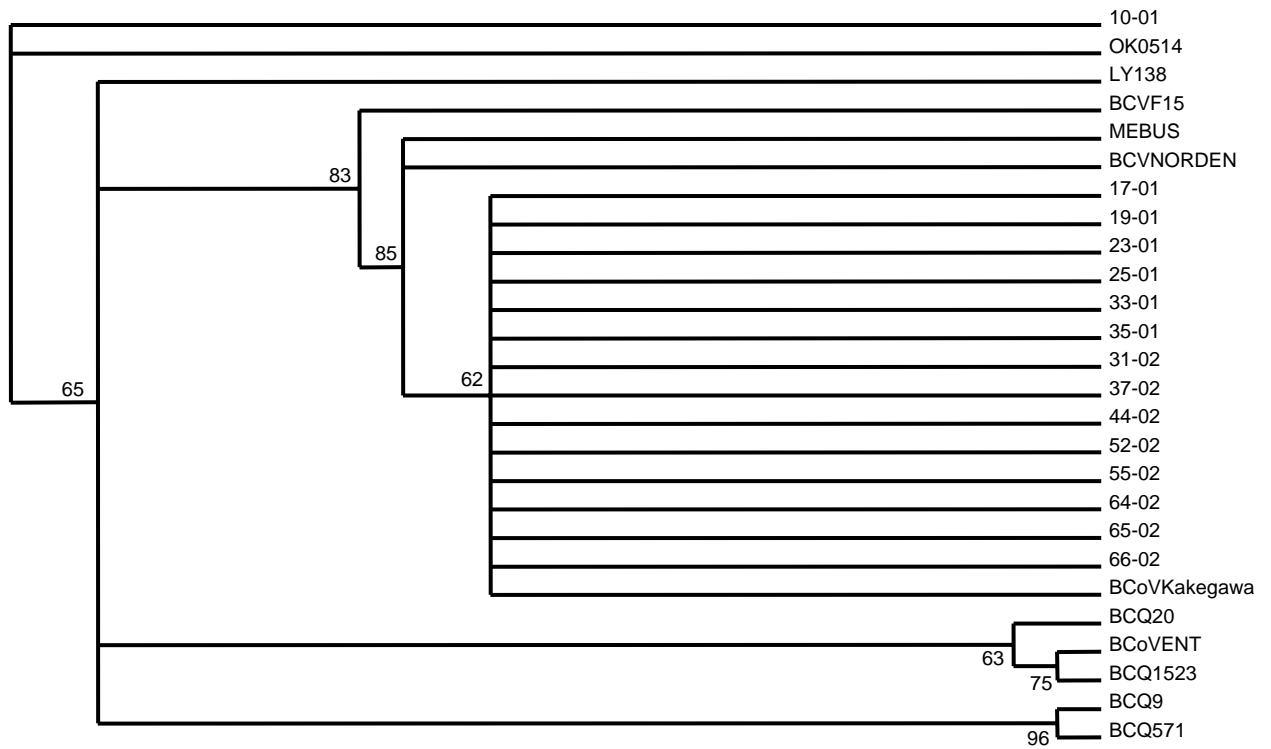 10-01
OK0514
LY138
BCVF15
MEBUS
BCVNORDEN
83
17-01
19-01
23-01
85
25-01
33-01
35-01
31-02
62
65
37-02
44-02
52-02
55-02
64-02
65-02
66-02
BCoVKakegawa
BCQ20
BCoVENT
63
BCQ1523
75
BCQ9
BCQ571
96